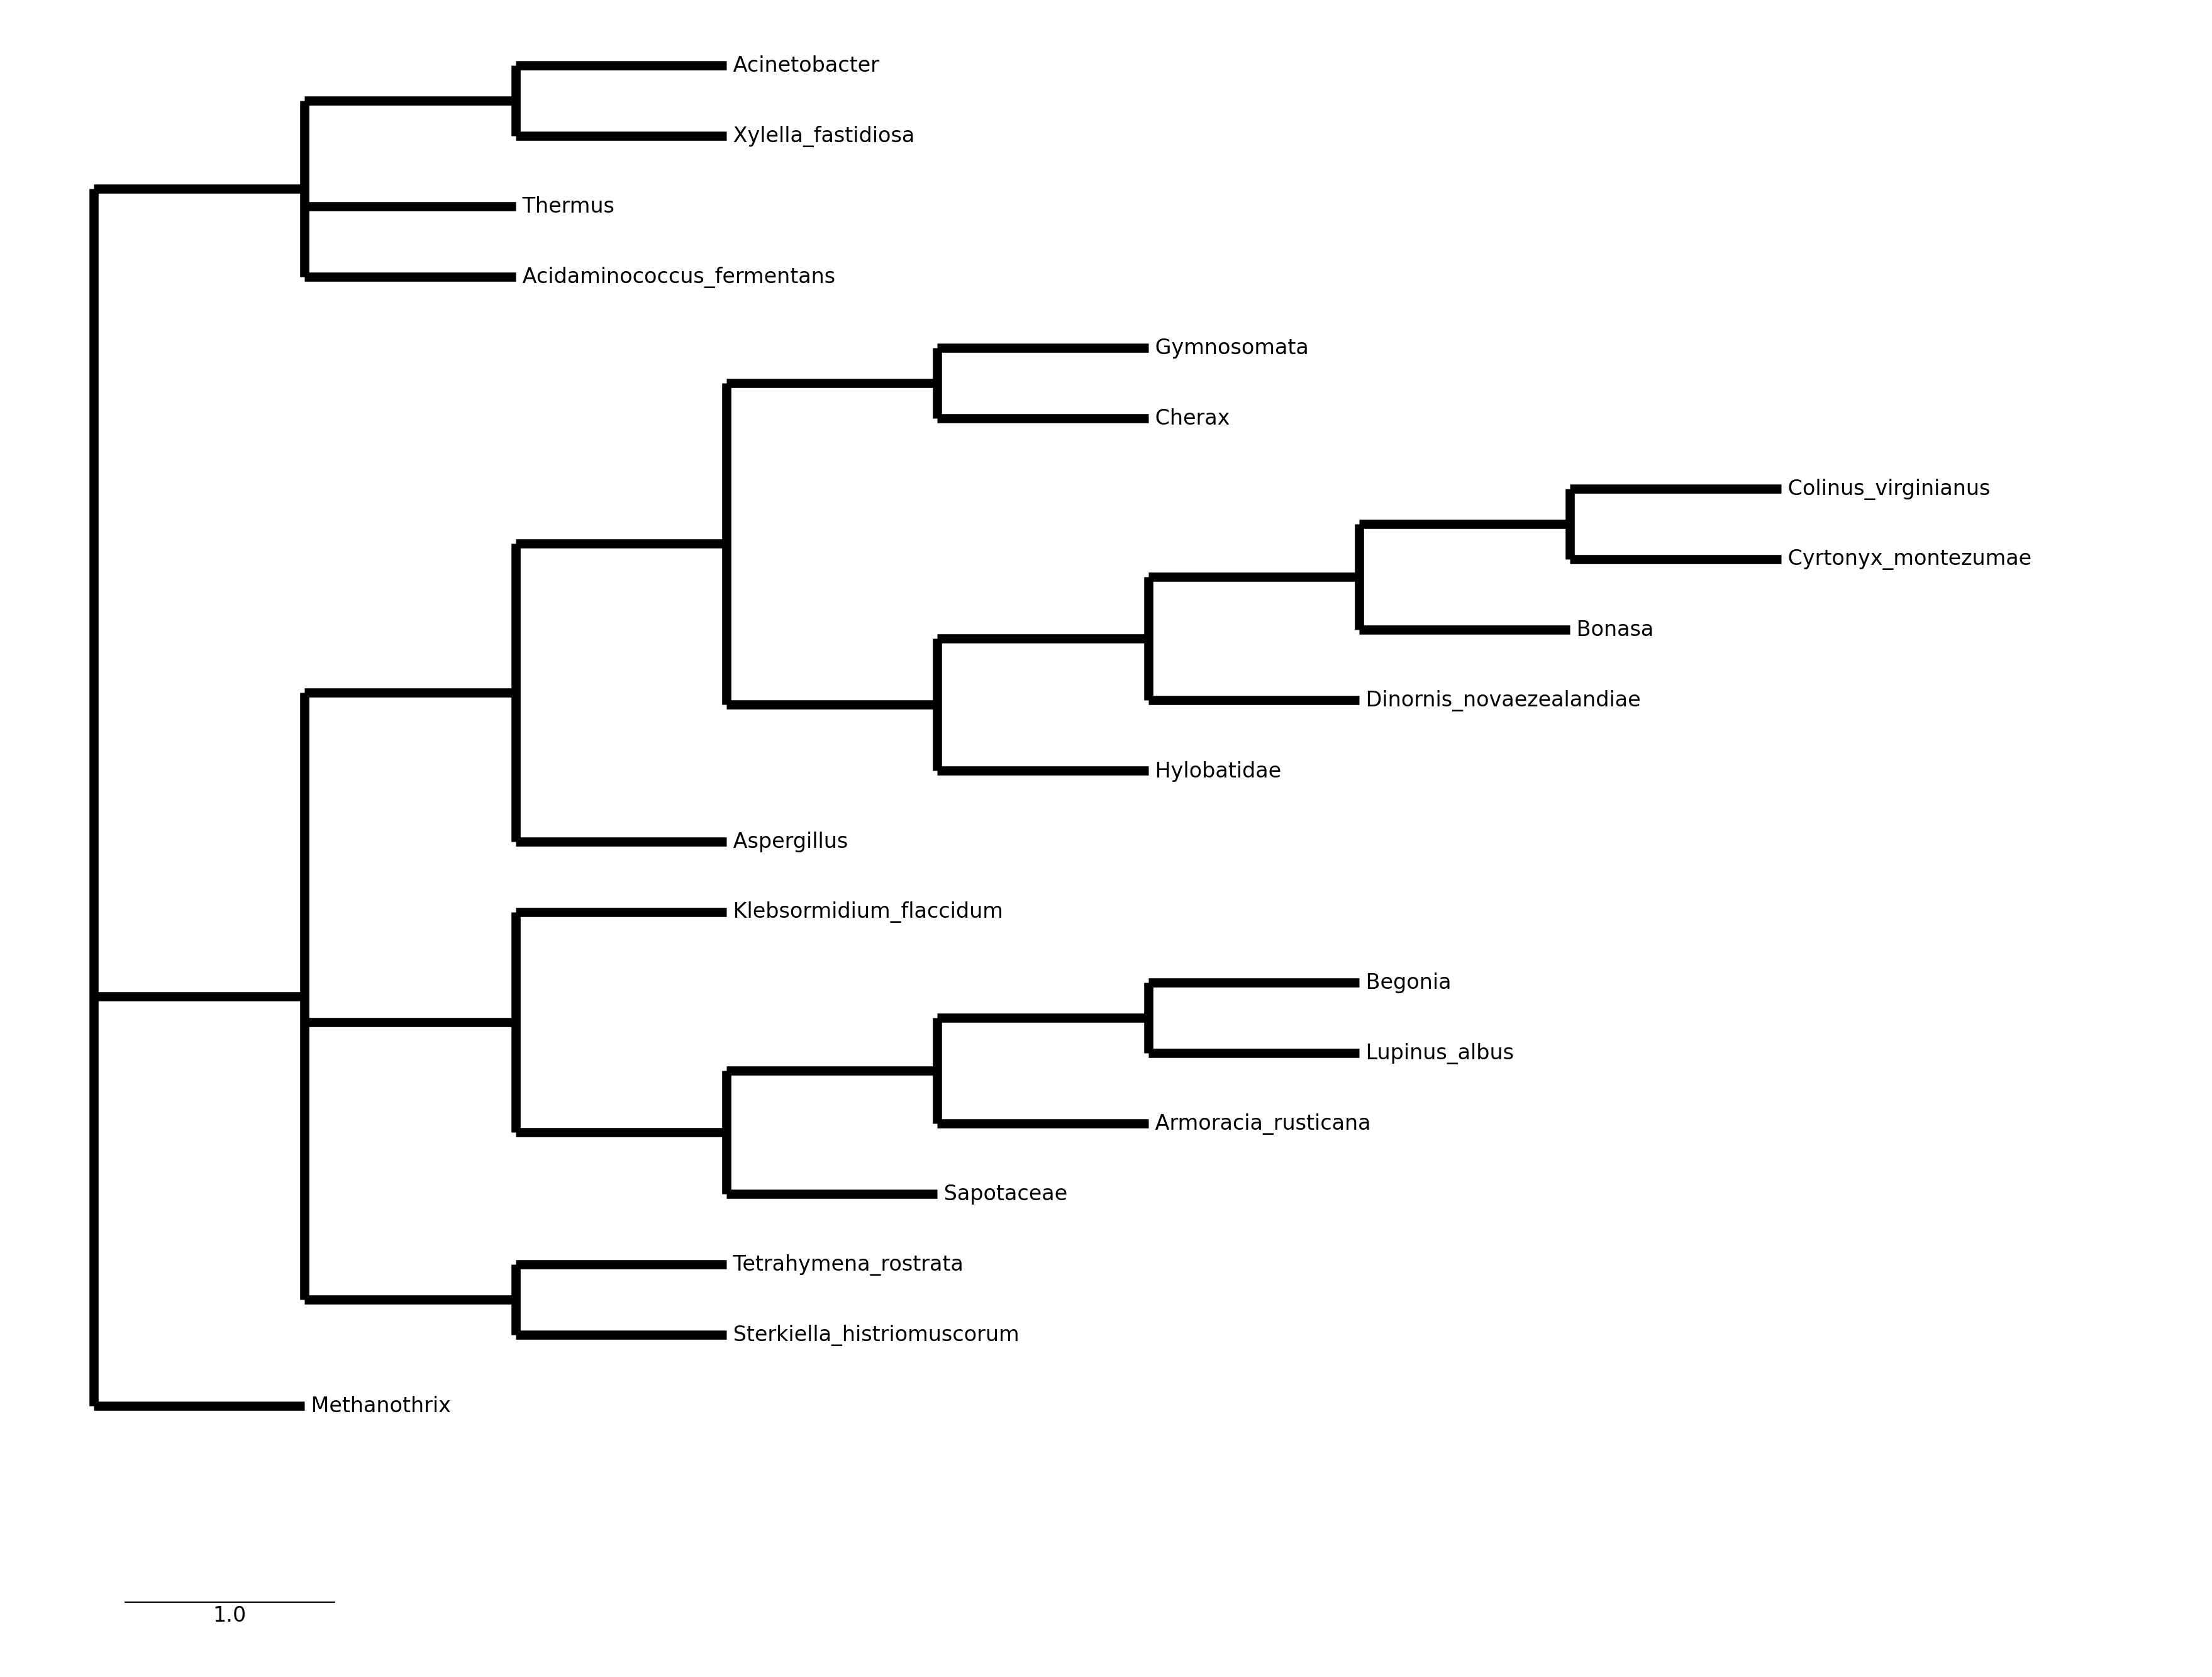 Acinetobacter
Xylella_fastidiosa
Thermus
Acidaminococcus_fermentans
Gymnosomata
Cherax
Colinus_virginianus
Cyrtonyx_montezumae
Bonasa
Dinornis_novaezealandiae
Hylobatidae
Aspergillus
Klebsormidium_flaccidum
Begonia
Lupinus_albus
Armoracia_rusticana
Sapotaceae
Tetrahymena_rostrata
Sterkiella_histriomuscorum
Methanothrix
1.0